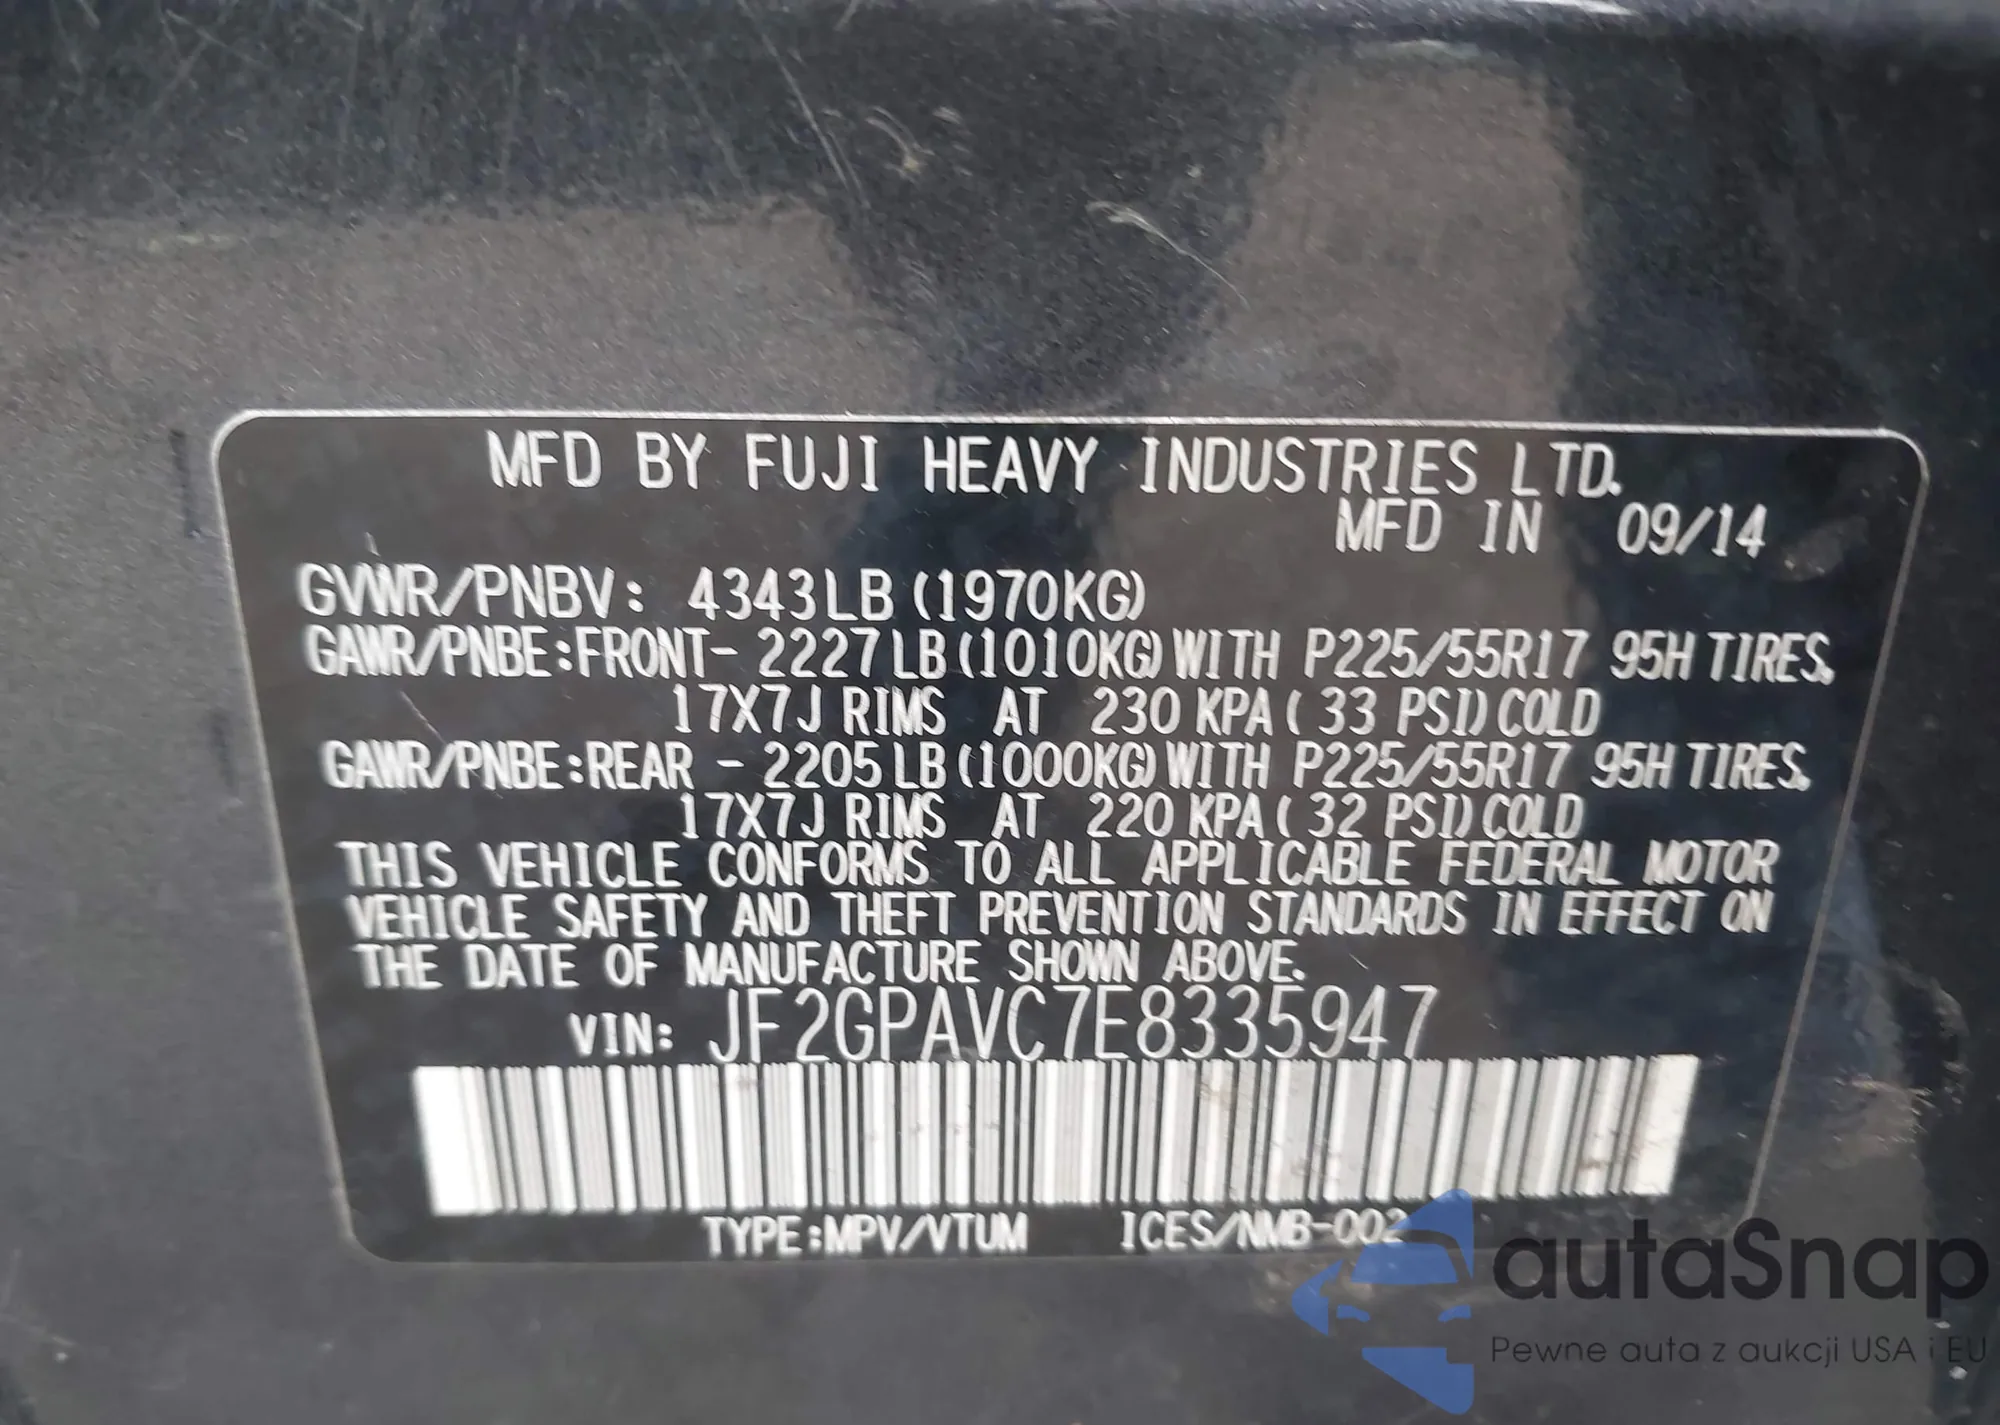 MFD BY FUJI HEAVY INDUSTRIES LTD.
MFD IN 09/14
GVWR/PNBV: 4343LB(1970KG)
GAWR/PNBE:FRONT- 2227LB(1010KG)WITH P225/55R17 95H TIRES,
17X7J RIMS AT 230 KPA( 33 PSI)COLD
GAWR/PNBE:REAR - 2205LB(1000KG)WITH P225/55R17 95H TIRES,
17X7J RIMS AT 220 KPA( 32 PSI)COLD
THIS VEHICLE CONFORMS TO ALL APPLICABLE FEDERAL MOTOR
VEHICLE SAFETY AND THEFT PREVENTION STANDARDS IN EFFECT ON
THE DATE OF MANUFACTURE SHOWN ABOVE.
VIN: JF2GPAVC7E8335947
TYPE:MPV/VTUM ICES/NMB-002
autaSnap
Pewne auta z aukcji USA i EU